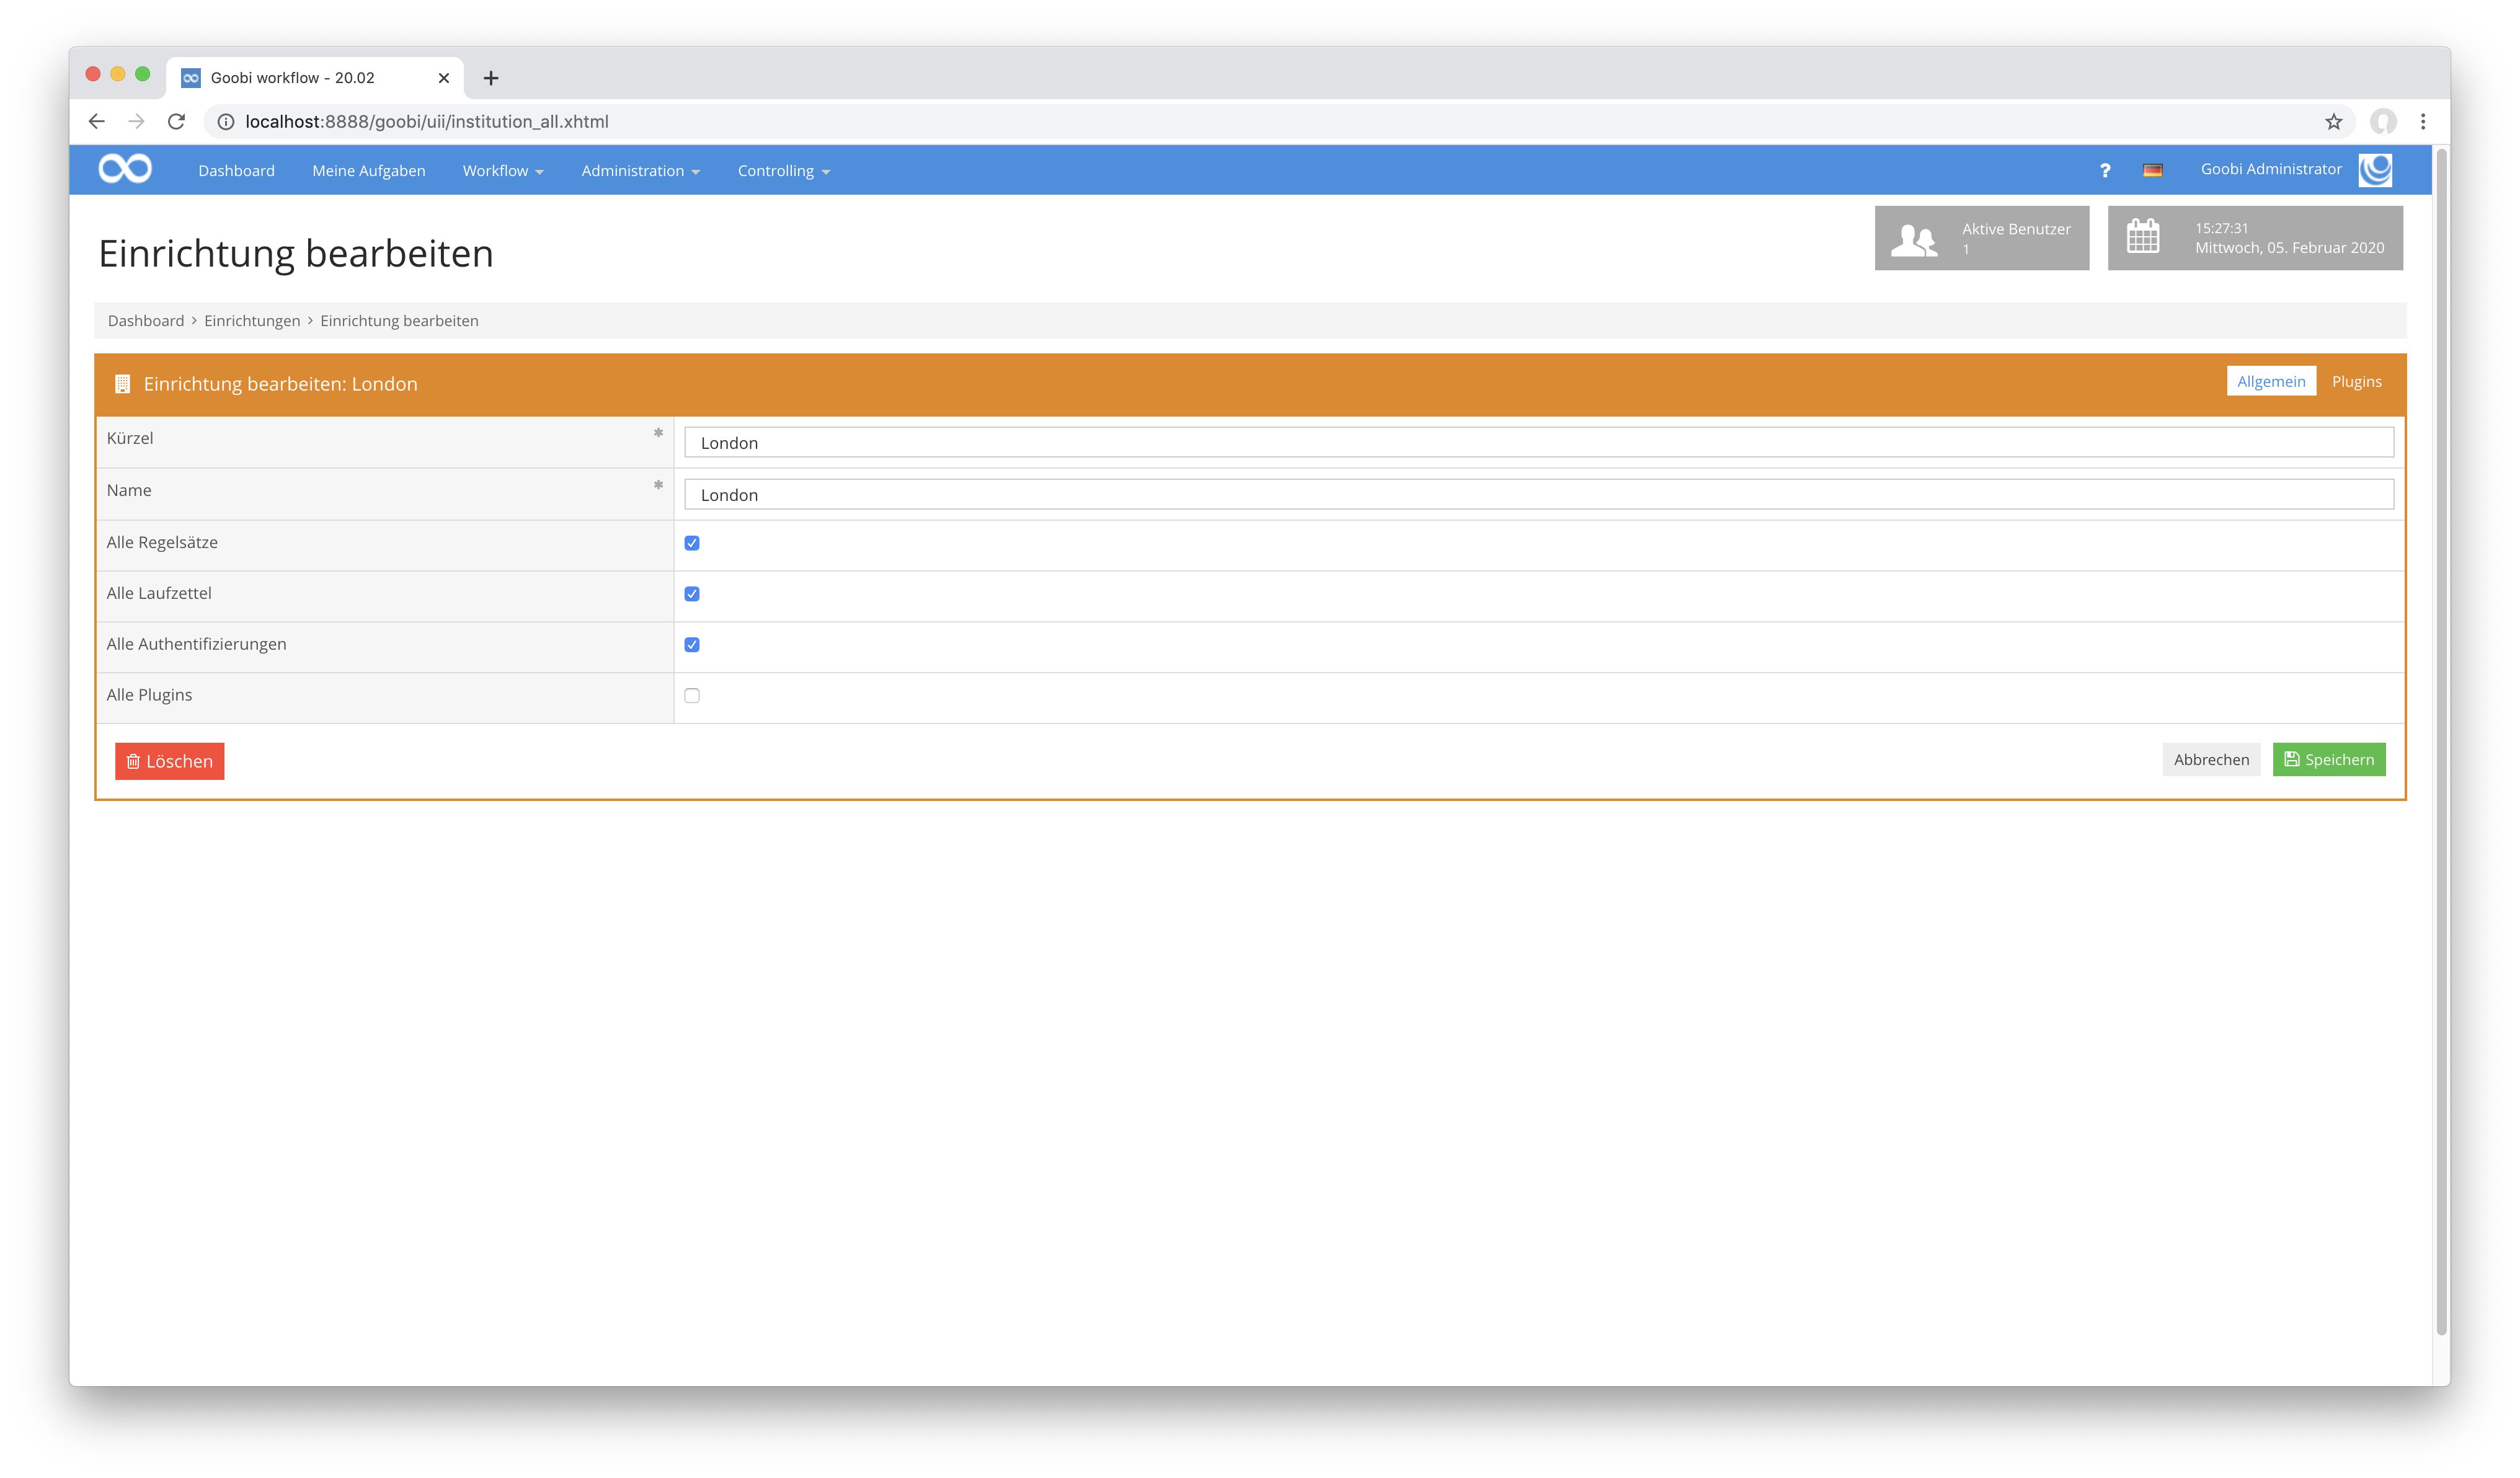 Goobi workflow - 20.02
localhost:8888/goobi/uii/institution_all.xhtml
Dashboard Meine Aufgaben Workflow Administration Controlling ? Goobi Administrator
Einrichtung bearbeiten
Aktive Benutzer
1
15:27:31
Mittwoch, 05. Februar 2020
Dashboard > Einrichtungen > Einrichtung bearbeiten
Einrichtung bearbeiten: London Allgemein Plugins
Kürzel * London
Name * London
Alle Regelsätze
Alle Laufzettel
Alle Authentifizierungen
Alle Plugins
Löschen Abbrechen Speichern